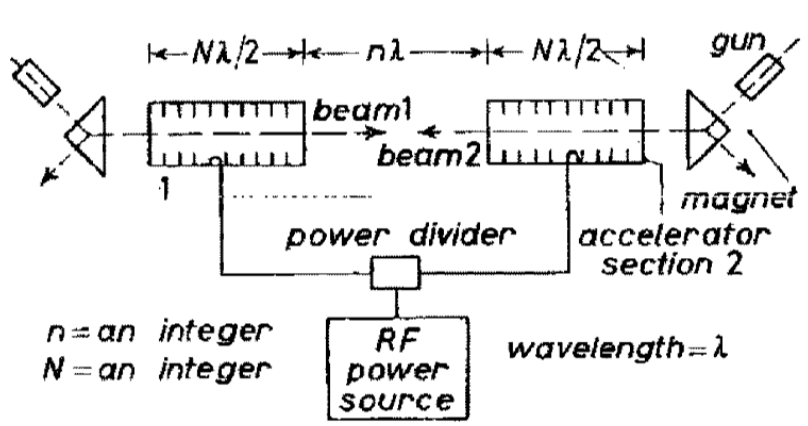 Nλ/2 nλ Nλ/2 gun
beam1
beam2
1
magnet
power divider accelerator
section 2
n=an integer
N=an integer
RF
power
source
wavelength=λ